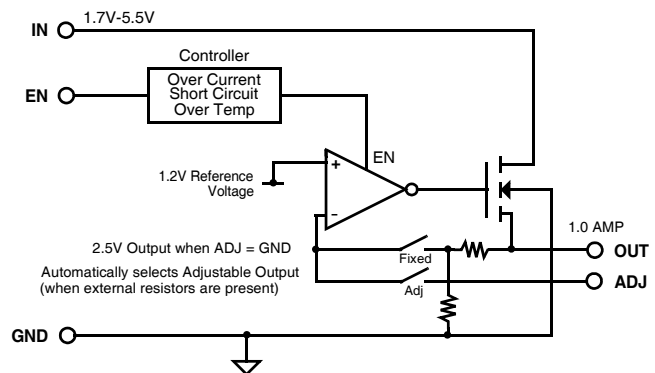 IN
1.7V-5.5V
Controller
EN
Over Current
Short Circuit
Over Temp
EN
1.2V Reference
Voltage
+
–
1.0 AMP
2.5V Output when ADJ = GND
Fixed
OUT
Automatically selects Adjustable Output
(when external resistors are present)
Adj
ADJ
GND